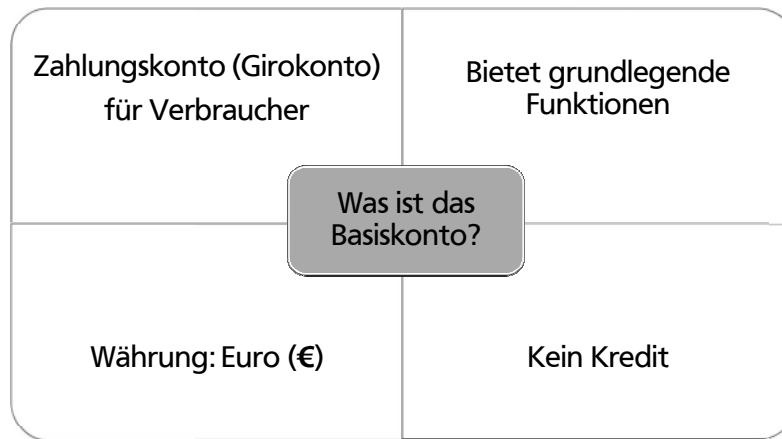 Zahlungskonto (Girokonto)
für Verbraucher
Bietet grundlegende
Funktionen
Was ist das
Basiskonto?
Währung: Euro (€)
Kein Kredit